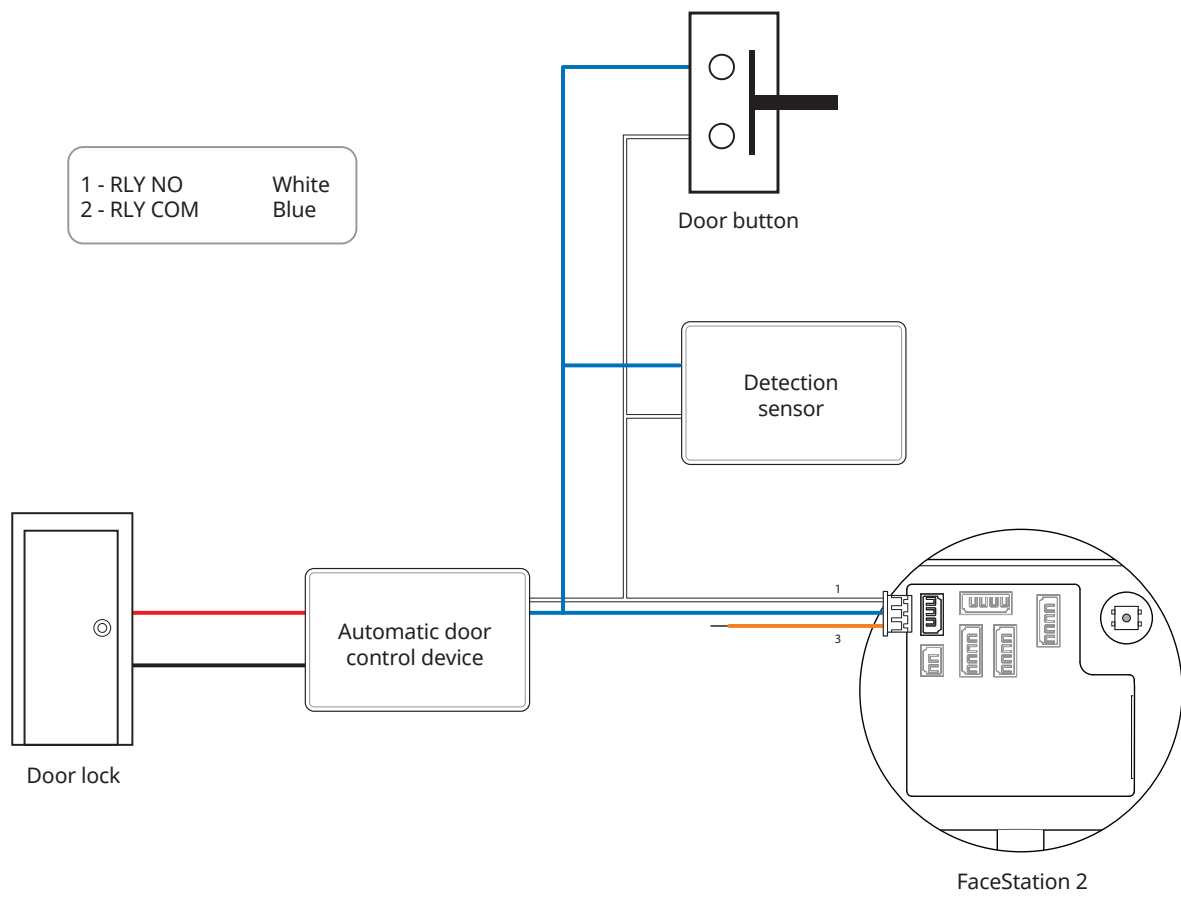 Door button
1 - RLY NO White
2 - RLY COM Blue
Detection
sensor
1
3
Automatic door
control device
Door lock
FaceStation 2